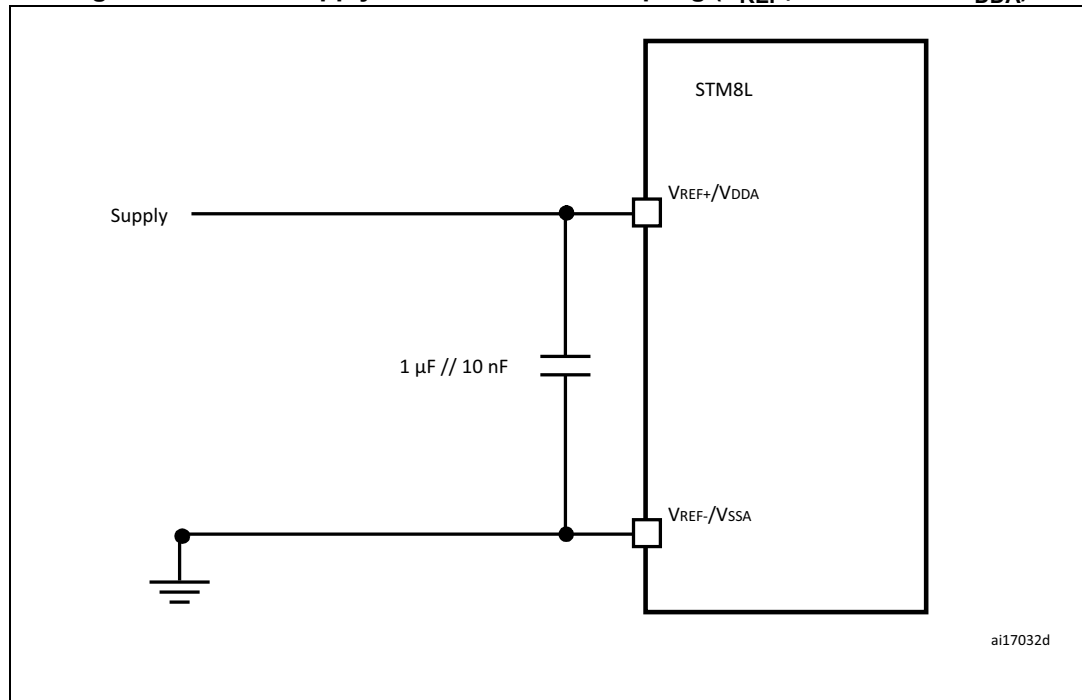 STM8L
VREF+/VDDA
Supply
1 µF // 10 nF
VREF-/VSSA
ai17032d